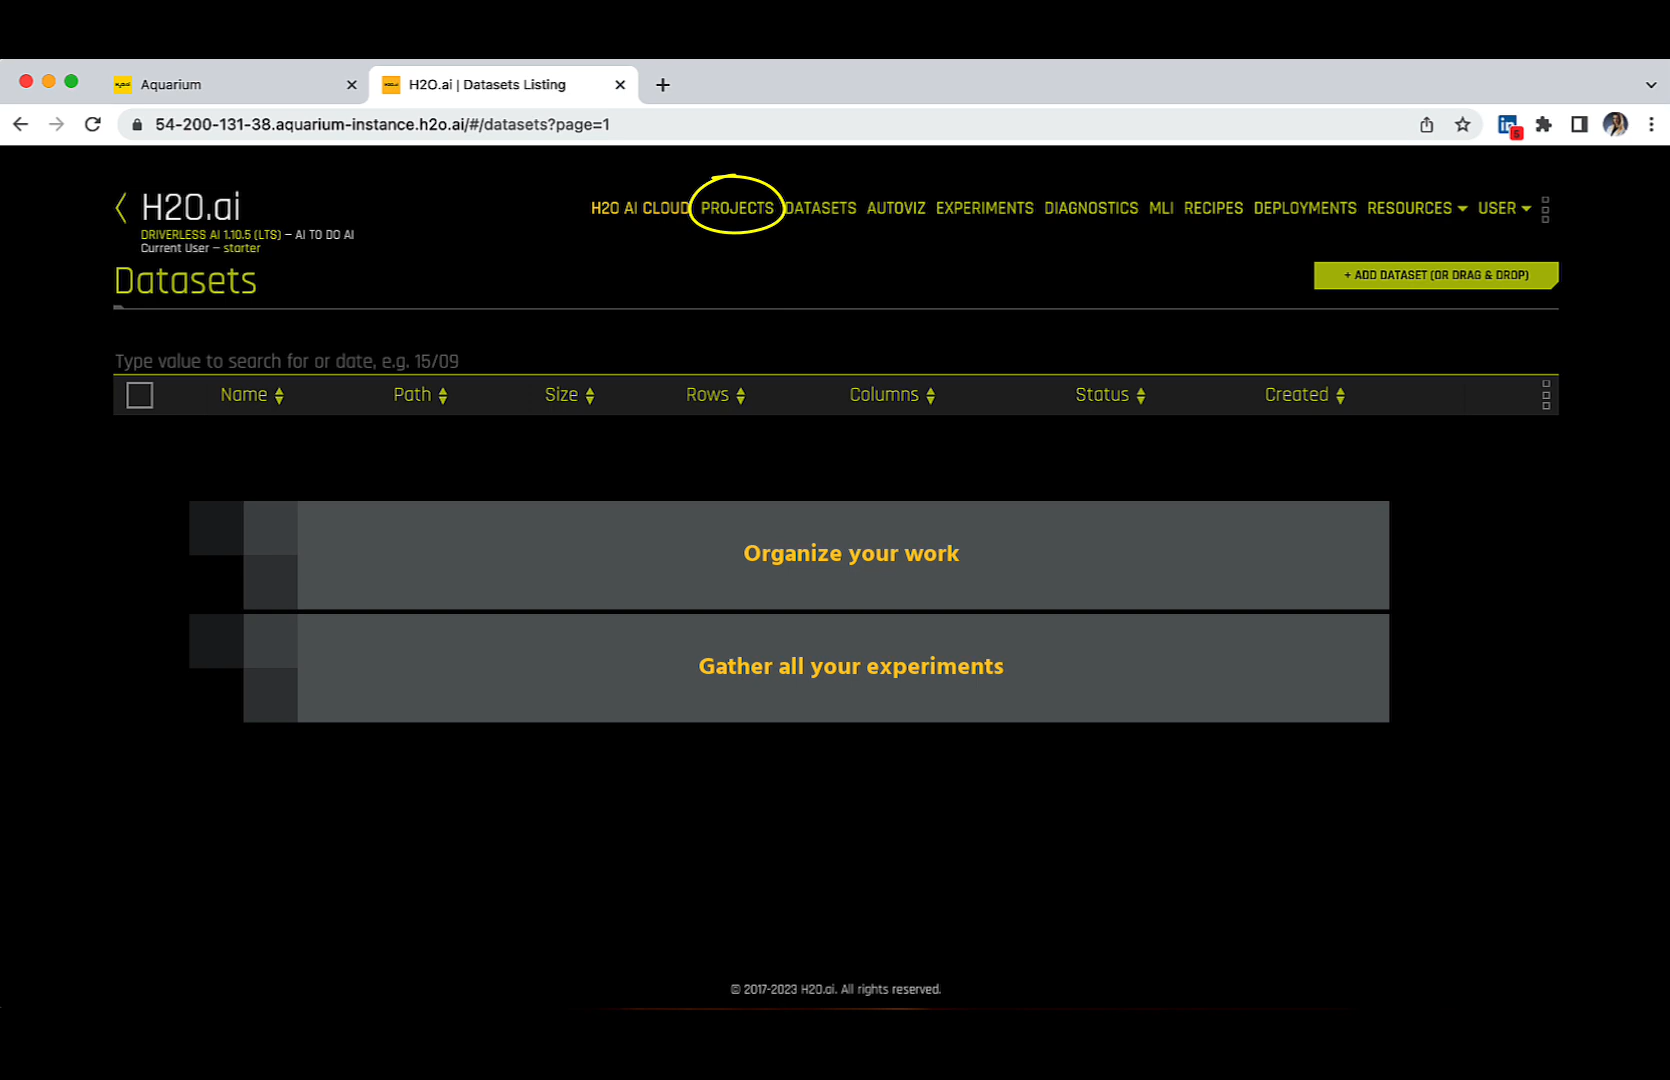 Aquarium
H2O.ai | Datasets Listing
54-200-131-38.aquarium-instance.h2o.ai/#/datasets?page=1
5
H2O.ai
DRIVERLESS AI 1.10.5 (LTS) – AI TO DO AI
Current User – starter
H2O AI CLOUD PROJECTS DATASETS AUTOVIZ EXPERIMENTS DIAGNOSTICS MLI RECIPES DEPLOYMENTS RESOURCES USER
Datasets
+ ADD DATASET (OR DRAG & DROP)
Type value to search for or date, e.g. 15/09
Name Path Size Rows Columns Status Created
Organize your work
Gather all your experiments
© 2017-2023 H2O.ai. All rights reserved.